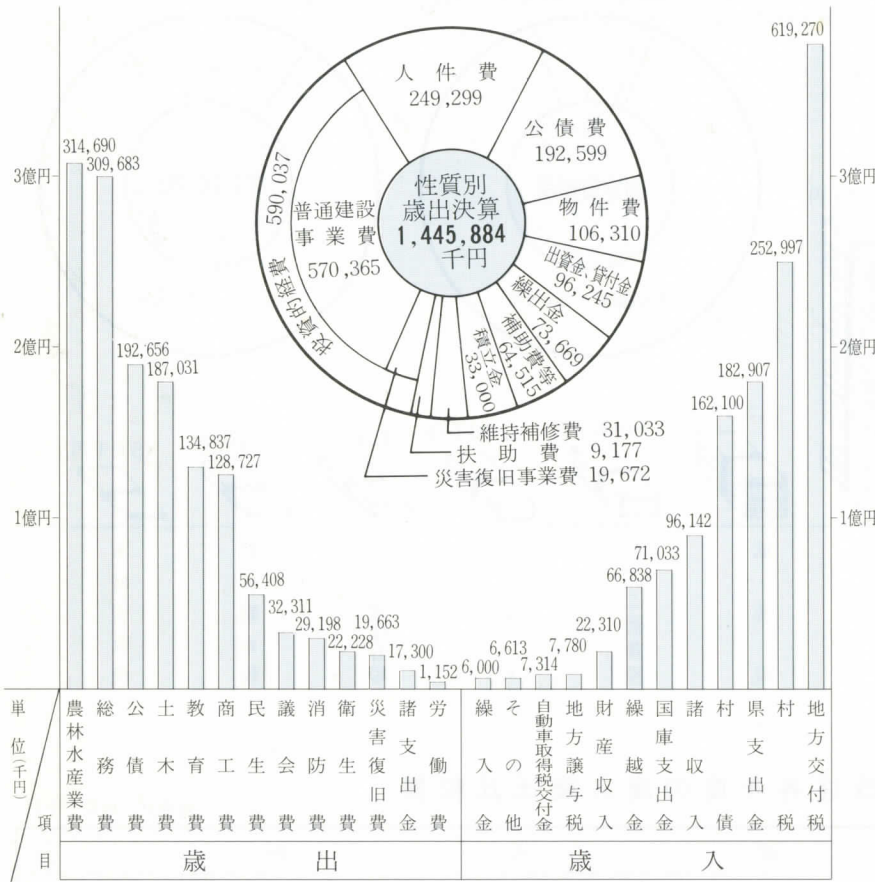 619,270
人件費
249,299
公債費
192,599
314,690
309,683
3億円
3億円
590,037
性質別
歳出決算
1,445,884
千円
普通建設
事業費
570,365
物件費
106,310
252,997
出資金、貸付金
96,245
繰出金
73,669
補助費等
64,515
積立金
33,000
投資的経費
2億円
2億円
192,656
187,031
182,907
162,100
維持補修費 31,033
扶助費 9,177
災害復旧事業費 19,672
134,837
128,727
1億円
1億円
96,142
71,033
66,838
56,408
32,311
29,198
22,228
19,663
17,300
1,152
6,000
6,613
7,314
7,780
22,310
単位(千円)
項目
農林水産業費
総務費
公債費
土木費
教育費
商工費
民生費
議会費
消防費
衛生費
災害復旧費
諸支出金
労働費
繰入金
その他
自動車取得税交付金
地方譲与税
財産収入
繰越金
国庫支出金
諸収入
村債
県支出金
村税
地方交付税
歳出
歳入